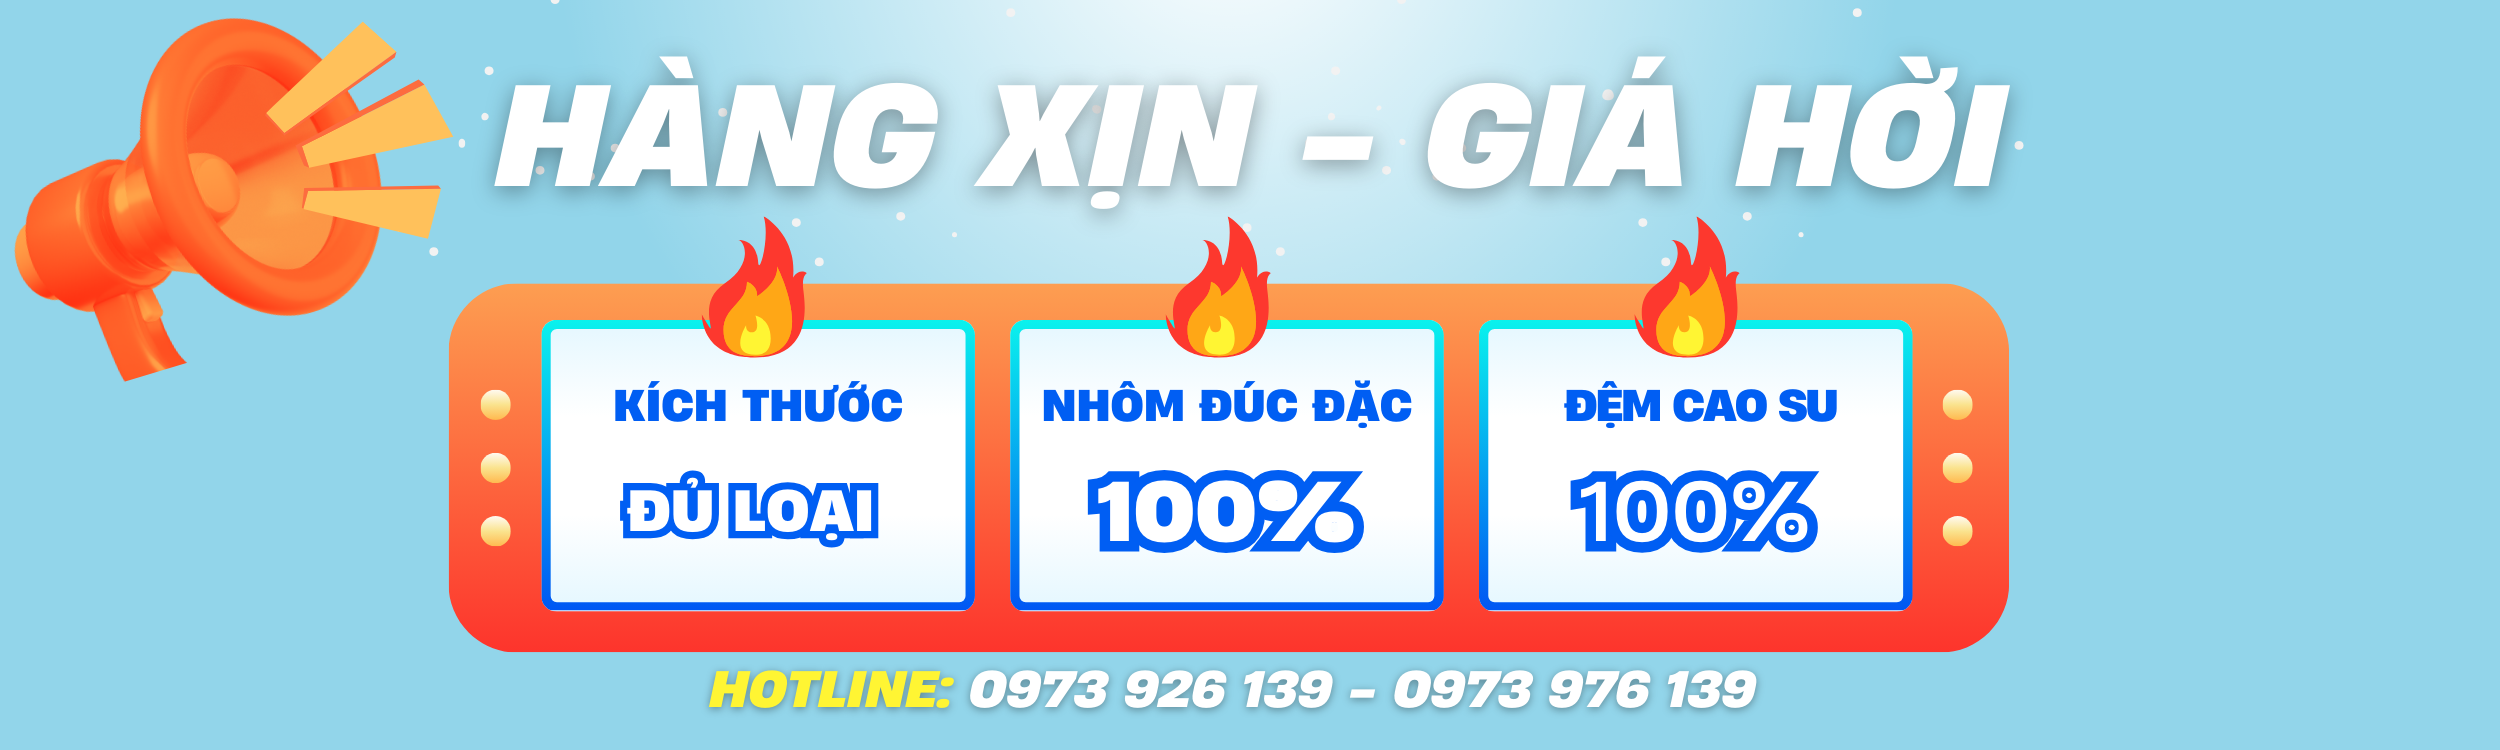 HÀNG XỊN - GIÁ HỜI
KÍCH THƯỚC
ĐỦ LOẠI
NHÔM ĐÚC ĐẶC
100%
ĐỆM CAO SU
100%
HOTLINE: 0973 926 139 - 0973 976 139